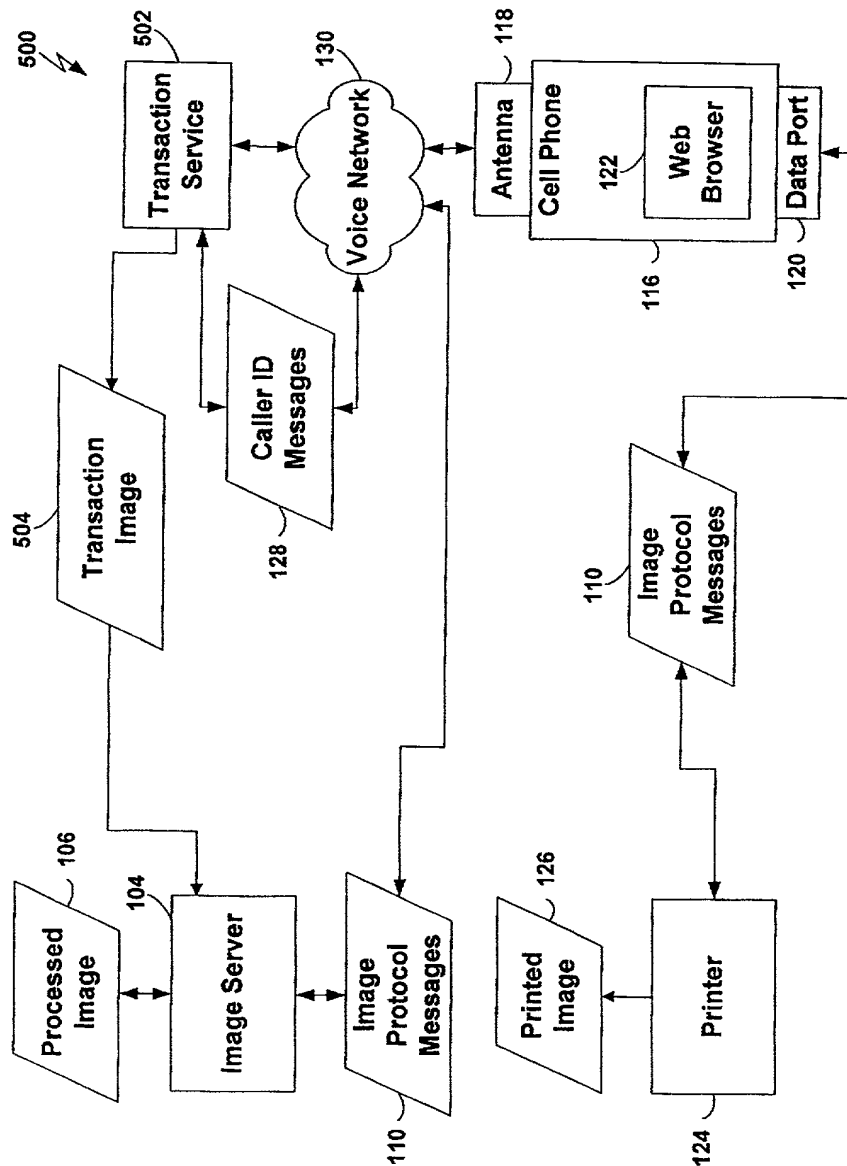 500
Processed
Image
106
504
Transaction
Image
Transaction
Service
502
104
Image Server
128
Caller ID
Messages
130
Voice Network
110
Image
Protocol
Messages
118
Antenna
Cell Phone
122
Web
Browser
116
Data Port
120
126
Printed
Image
110
Image
Protocol
Messages
Printer
124